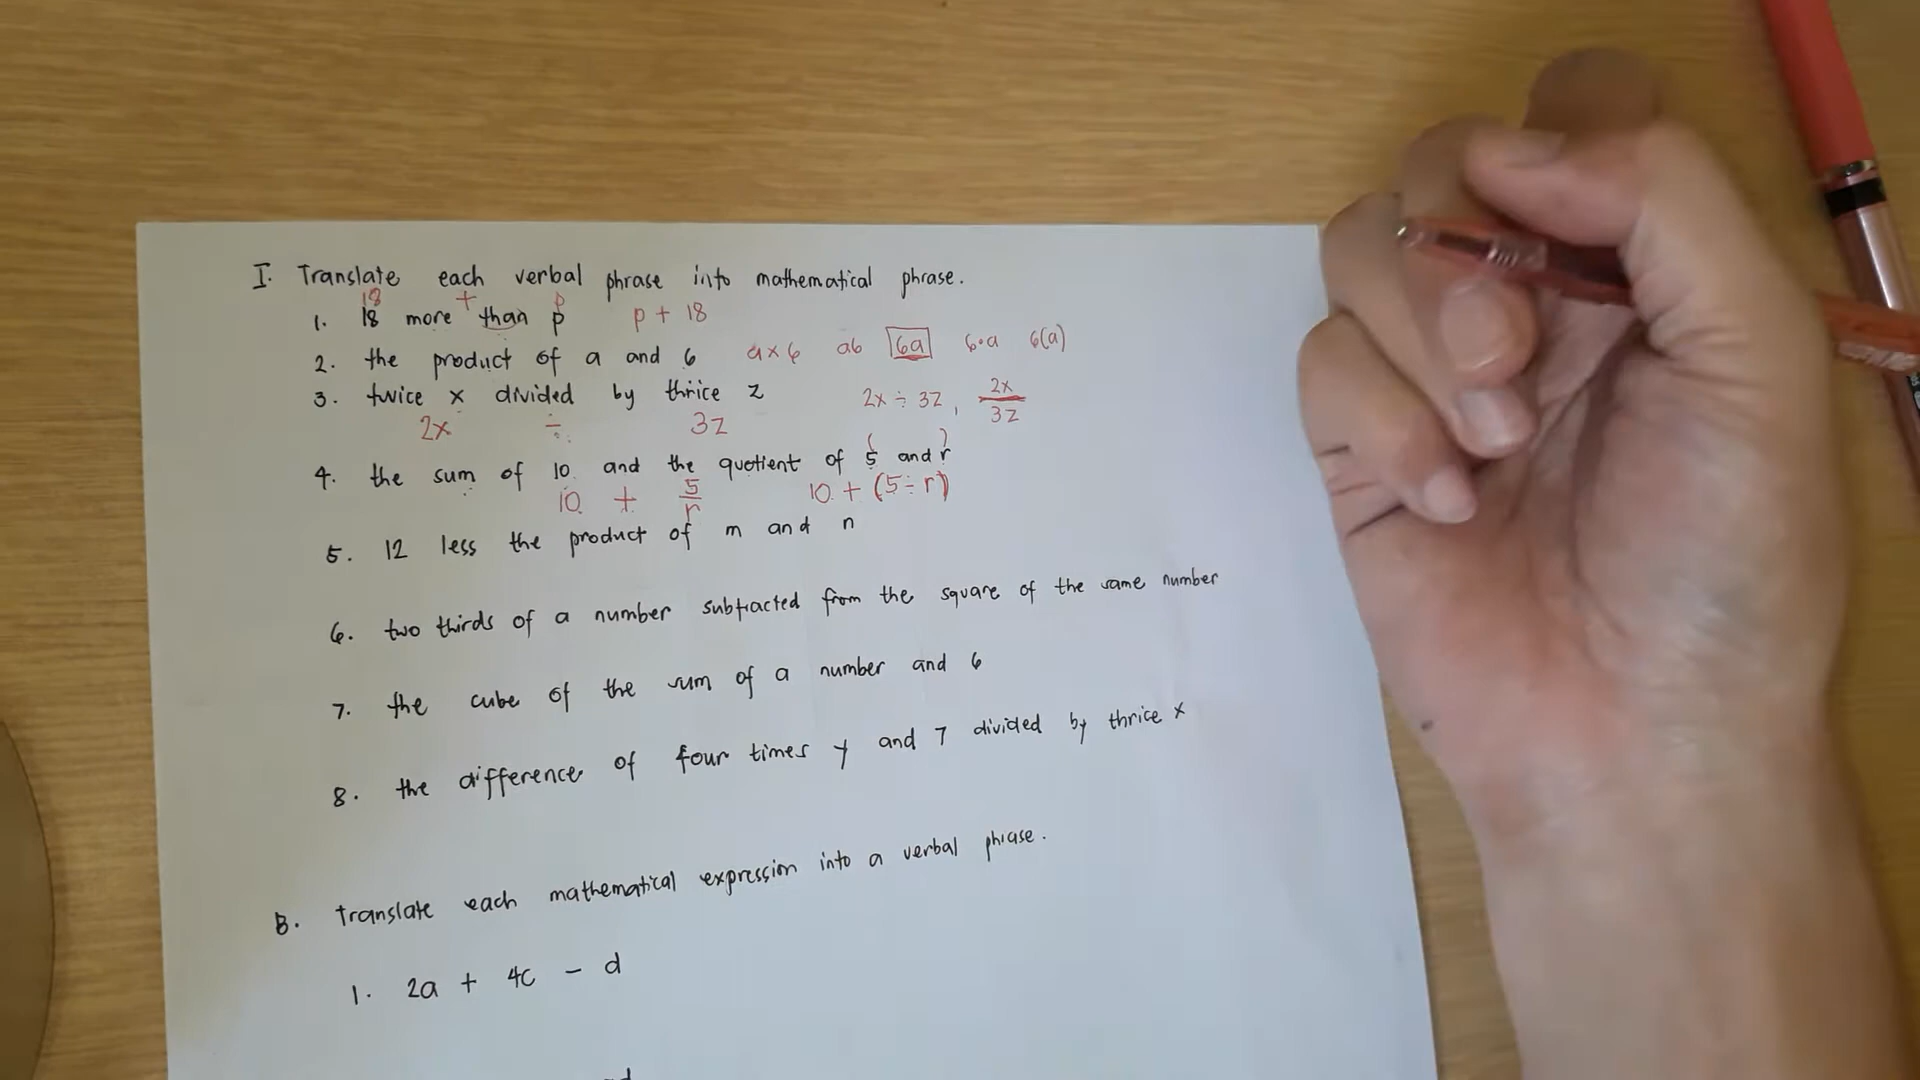 I. Translate each verbal phrase into mathematical phrase.
18 + p
1. 18 more than p p + 18
2. the product of a and 6 a x 6 a6 6a 6·a 6(a)
3. twice x divided by thrice z 2x ÷ 3z, 2x/3z
2x ÷ 3z
4. the sum of 10 and the quotient of (5 and r)
10 + 5/r 10 + (5÷r)
5. 12 less the product of m and n
6. two thirds of a number subtracted from the square of the same number
7. the cube of the sum of a number and 6
8. the difference of four times y and 7 divided by thrice x
B. Translate each mathematical expression into a verbal phrase.
1. 2a + 4c - d